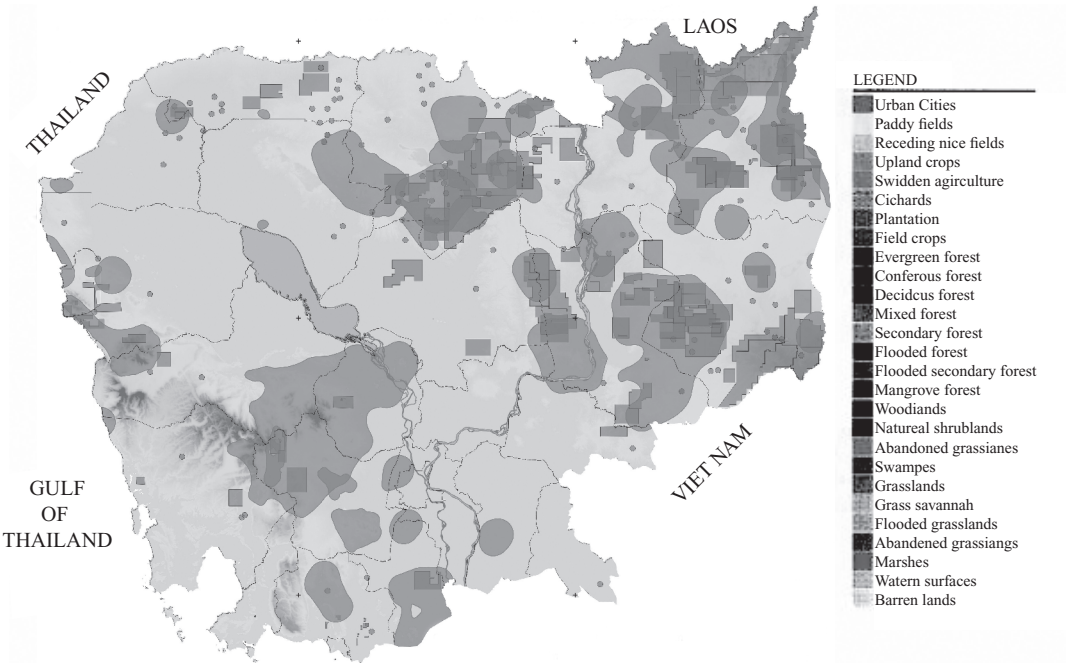 LAOS
THAILAND
LEGEND
Urban Cities
Paddy fields
Receding nice fields
Upland crops
Swidden agirculture
Cichards
Plantation
Field crops
Evergreen forest
Conferous forest
Decidcus forest
Mixed forest
Secondary forest
Flooded forest
Flooded secondary forest
Mangrove forest
Woodiands
Natureal shrublands
Abandoned grassianes
Swampes
Grasslands
Grass savannah
Flooded grasslands
Abandened grassiangs
Marshes
Watern surfaces
Barren lands
VIET NAM
GULF
OF
THAILAND